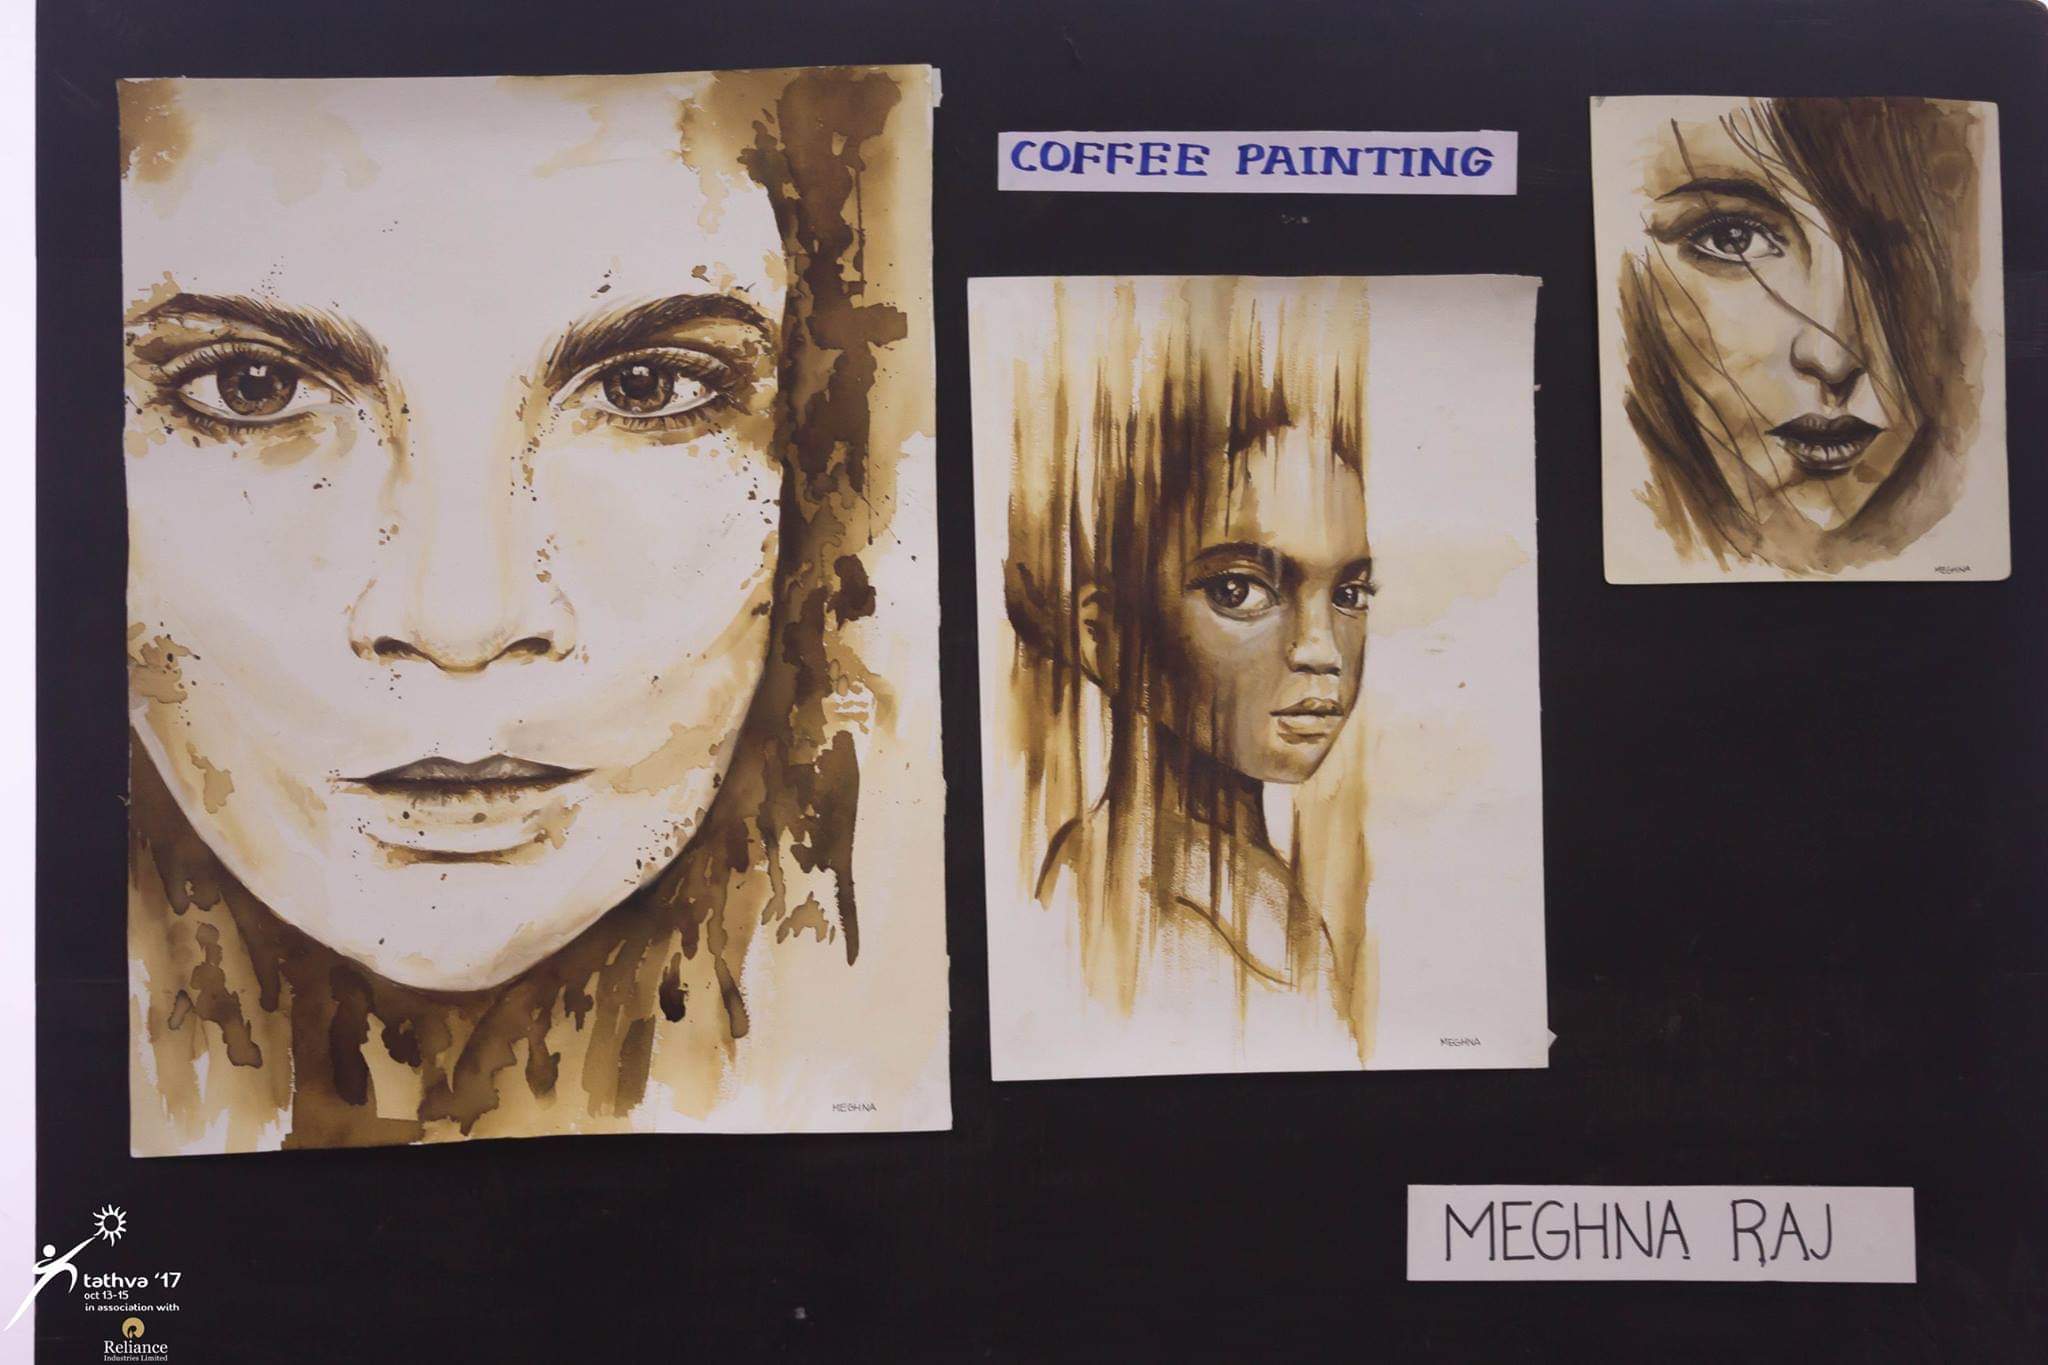 COFFEE PAINTING
MEGHNA
MEGHNA
MEGHNA
MEGHNA RAJ
tathva '17
oct 13-15
in association with
Reliance
Industries Limited